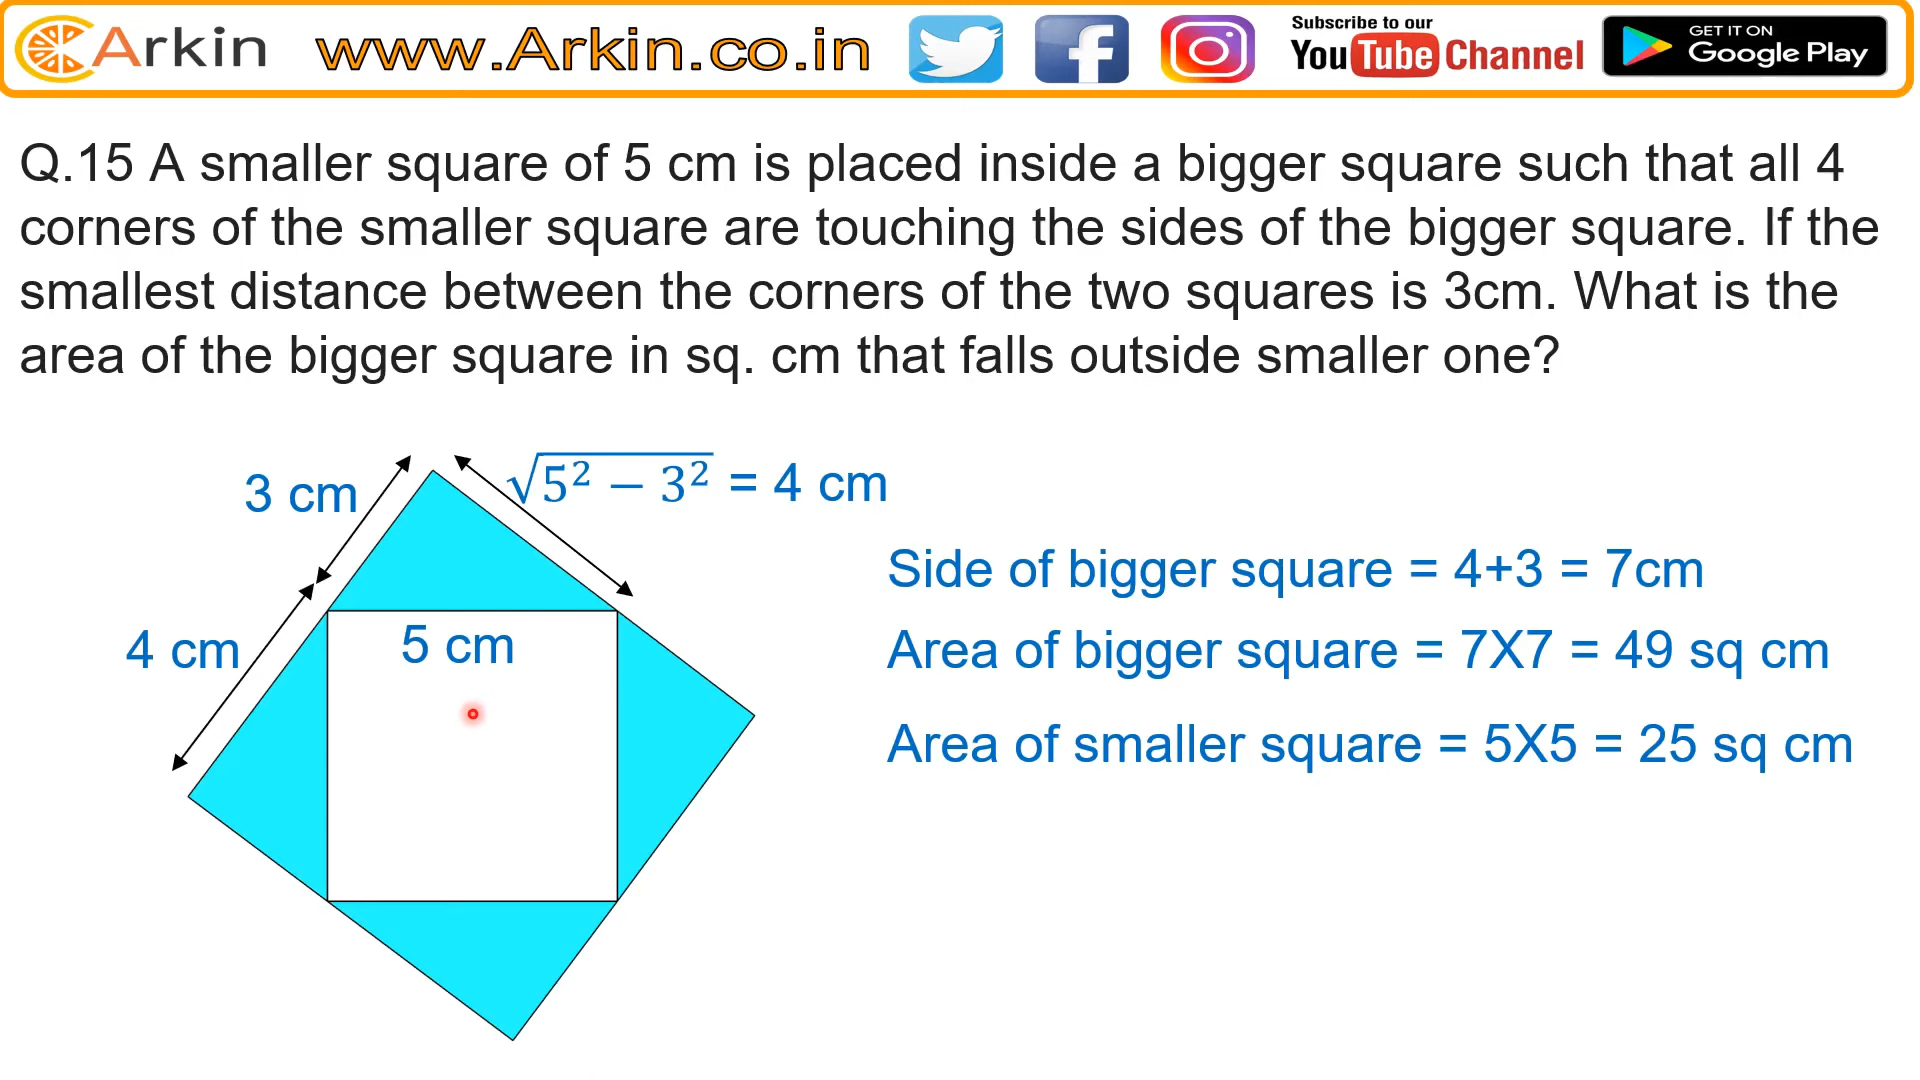 Arkin
www.Arkin.co.in
Subscribe to our
YouTube Channel
GET IT ON
Google Play
Q.15 A smaller square of 5 cm is placed inside a bigger square such that all 4
corners of the smaller square are touching the sides of the bigger square. If the
smallest distance between the corners of the two squares is 3cm. What is the
area of the bigger square in sq. cm that falls outside smaller one?
3 cm
√5² − 3² = 4 cm
4 cm
5 cm
Side of bigger square = 4+3 = 7cm
Area of bigger square = 7X7 = 49 sq cm
Area of smaller square = 5X5 = 25 sq cm